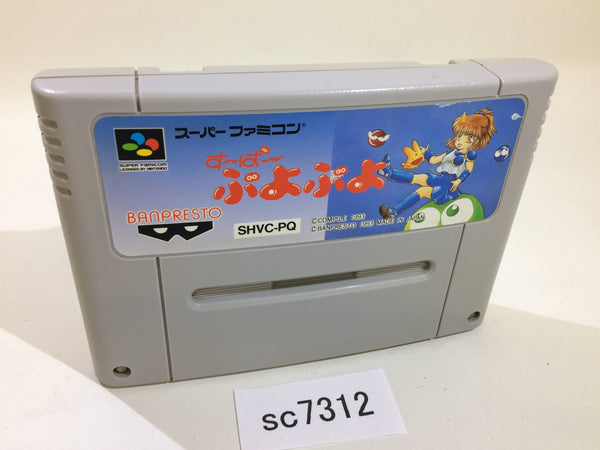 スーパーファミコン®
SUPER FAMICOM
LICENSED BY NINTENDO
す〜ぱ〜
ぷよぷよ
BANPRESTO
SHVC-PQ
©COMPILE 1993
©BANPRESTO 1993 MADE IN JAPAN
sc7312